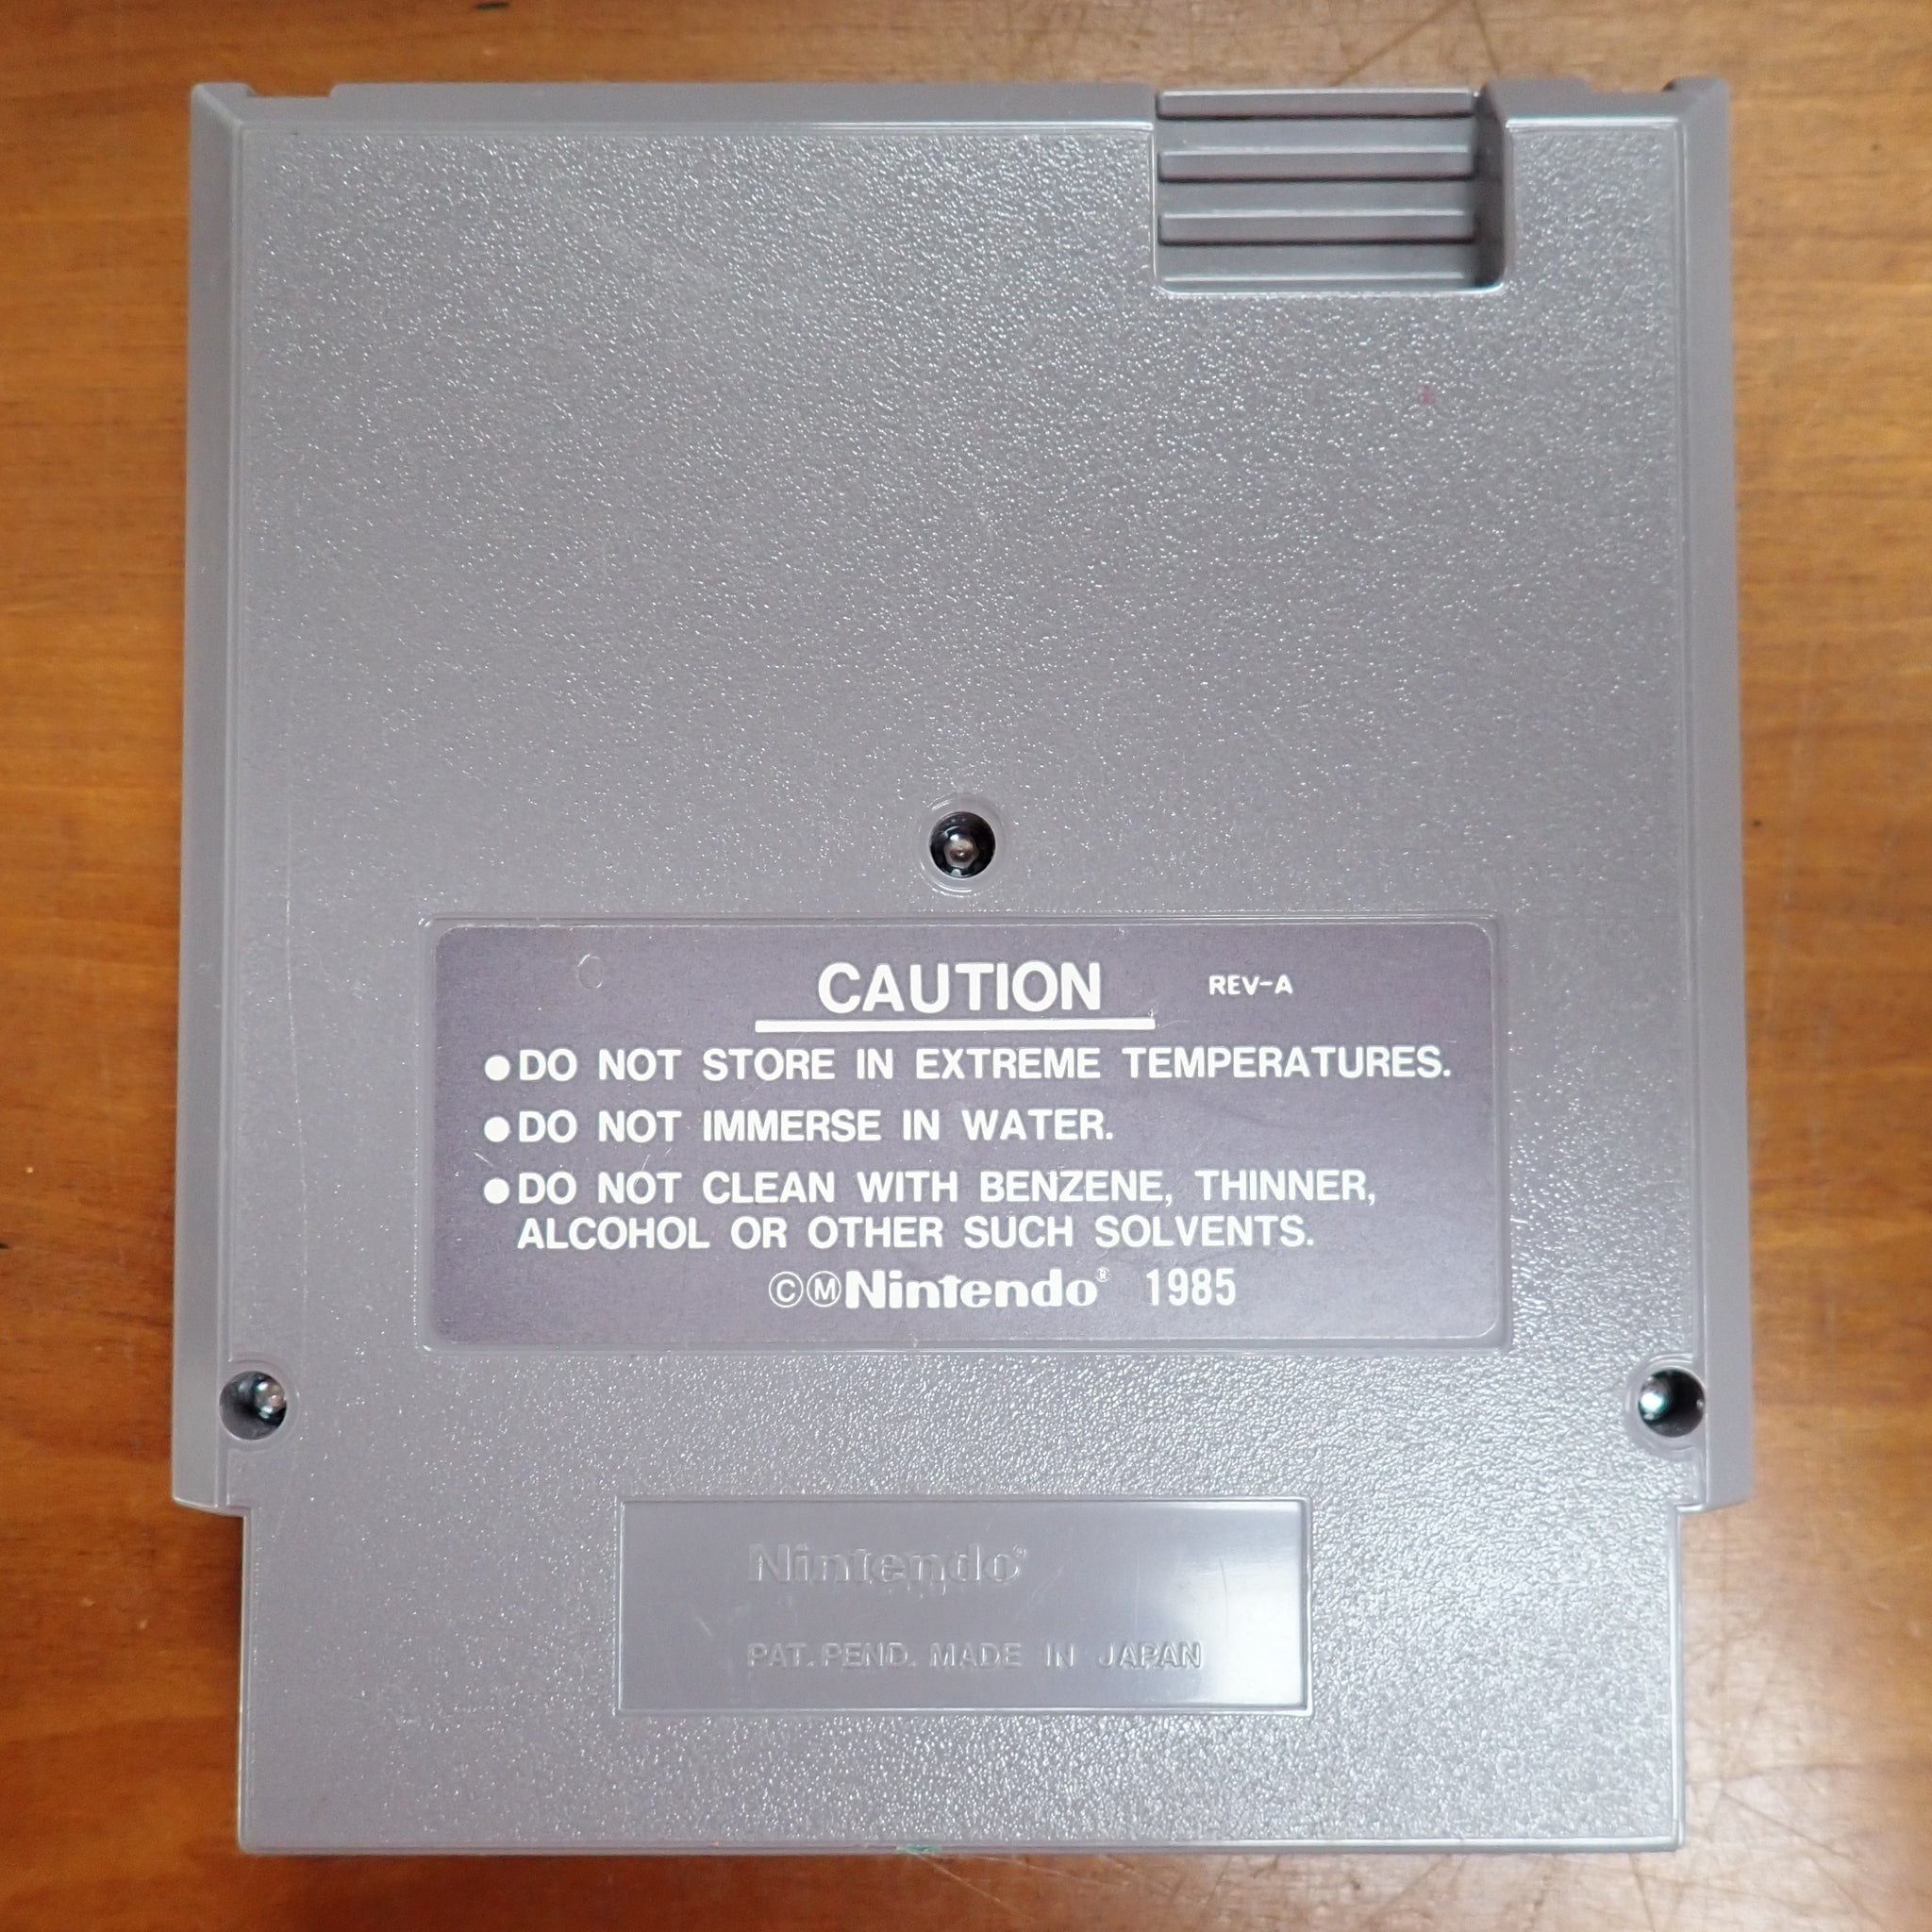 CAUTION REV-A
●DO NOT STORE IN EXTREME TEMPERATURES.
●DO NOT IMMERSE IN WATER.
●DO NOT CLEAN WITH BENZENE, THINNER,
ALCOHOL OR OTHER SUCH SOLVENTS.
©ⓂNintendo® 1985
Nintendo®
PAT. PEND. MADE IN JAPAN